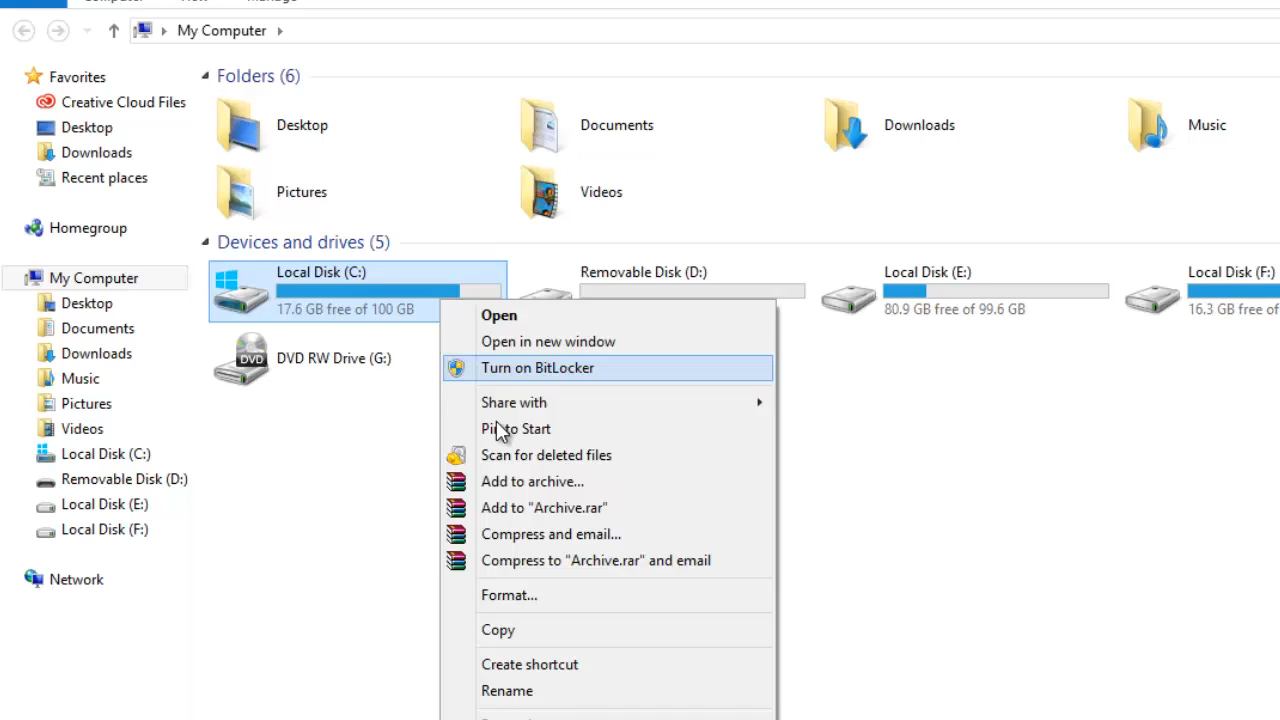 My Computer
Favorites
Creative Cloud Files
Desktop
Downloads
Recent places
Homegroup
My Computer
Desktop
Documents
Downloads
Music
Pictures
Videos
Local Disk (C:)
Removable Disk (D:)
Local Disk (E:)
Local Disk (F:)
Network
Folders (6)
Desktop
Documents
Downloads
Music
Pictures
Videos
Devices and drives (5)
Local Disk (C:)
17.6 GB free of 100 GB
Removable Disk (D:)
Local Disk (E:)
80.9 GB free of 99.6 GB
Local Disk (F:)
16.3 GB free of
DVD
DVD RW Drive (G:)
Open
Open in new window
Turn on BitLocker
Share with
Pin to Start
Scan for deleted files
Add to archive...
Add to "Archive.rar"
Compress and email...
Compress to "Archive.rar" and email
Format...
Copy
Create shortcut
Rename